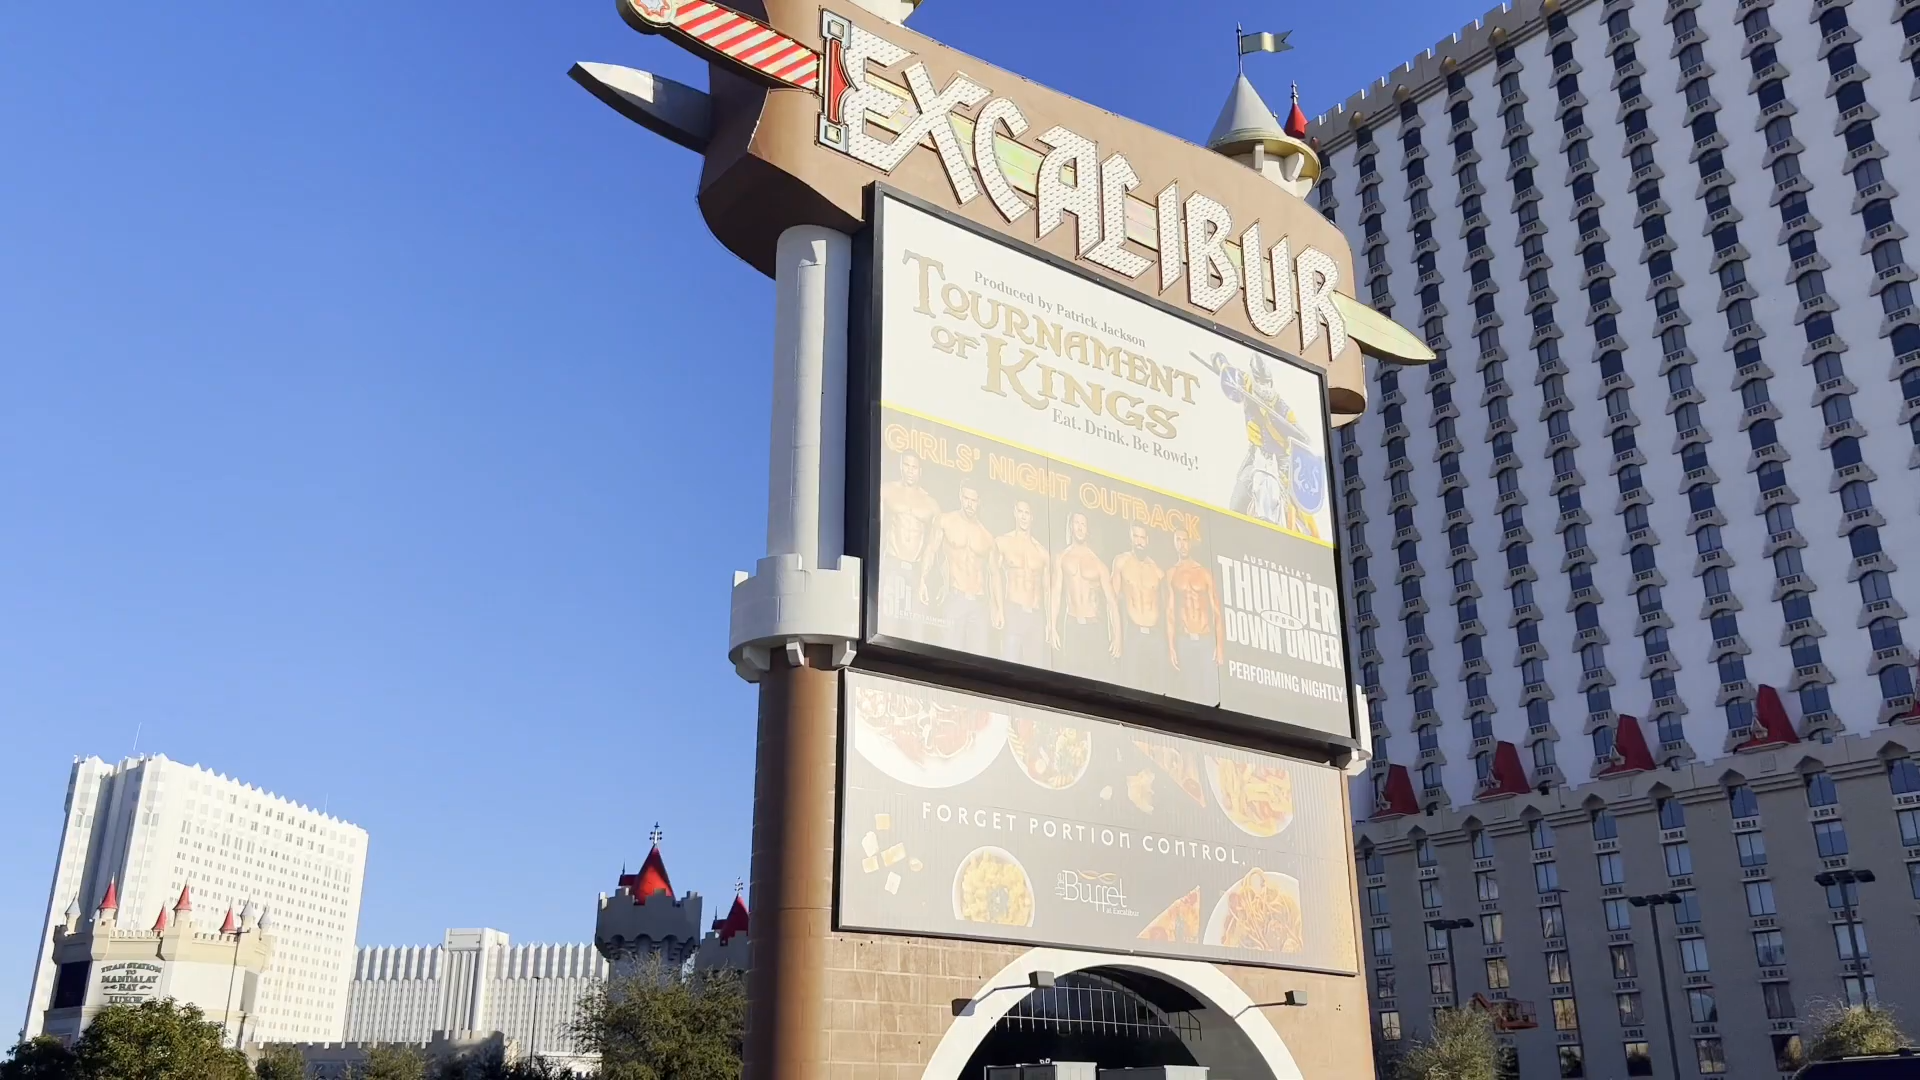 EXCALIBUR
Produced by Patrick Jackson
TOURNAMENT
OF KINGS
Eat. Drink. Be Rowdy!
GIRLS' NIGHT OUTBACK
AUSTRALIA'S
THUNDER
from
DOWN UNDER
PERFORMING NIGHTLY
FORGET PORTION CONTROL.
the Buffet
at Excalibur
TRAM STATION
TO
MANDALAY
BAY
LUXOR